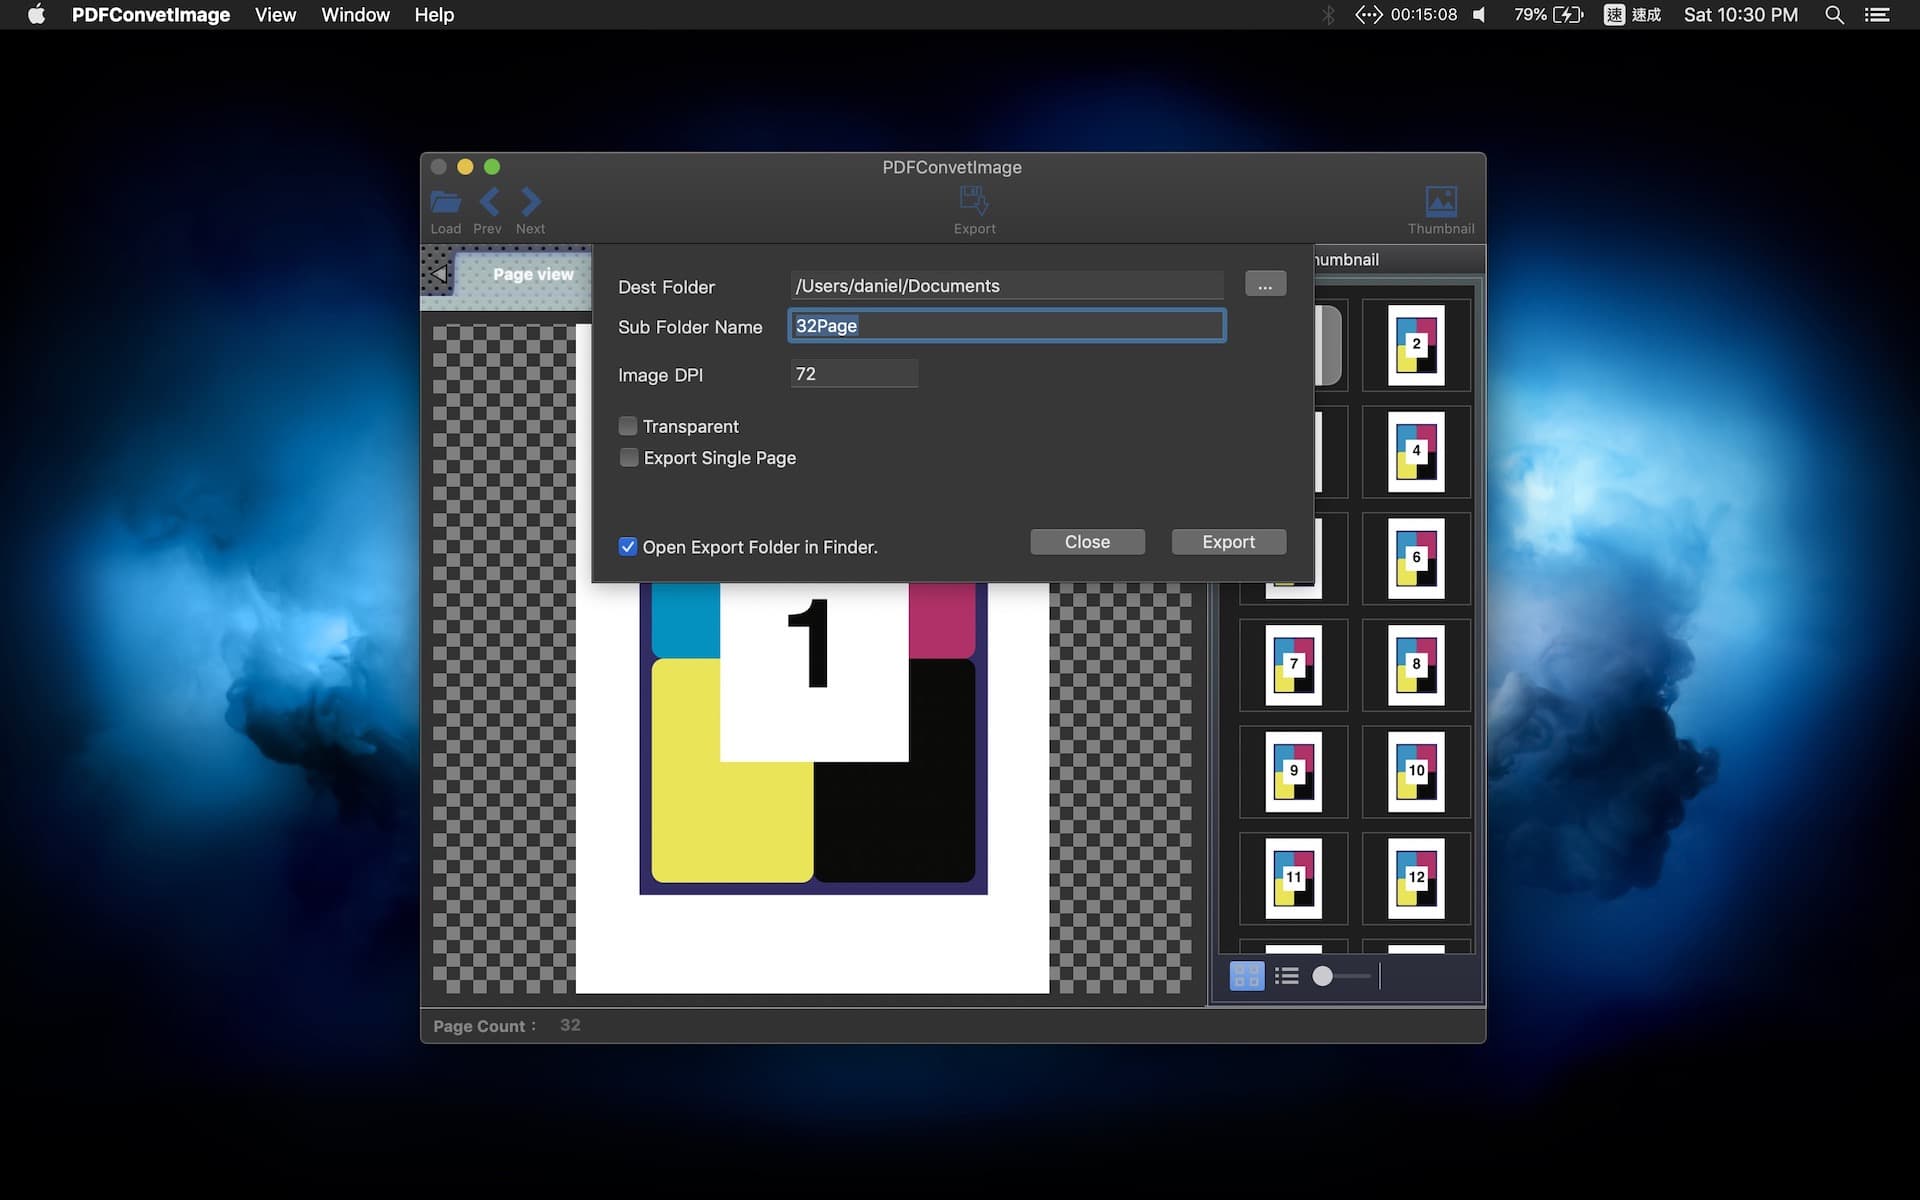 PDFConvetImage View Window Help 00:15:08 79% 速 速成 Sat 10:30 PM
PDFConvetImage
Load Prev Next Export Thumbnail
Page view
humbnail
Dest Folder /Users/daniel/Documents ...
Sub Folder Name 32Page
Image DPI 72
Transparent
Export Single Page
Open Export Folder in Finder. Close Export
1
2
4
6
7 8
9 10
11 12
Page Count : 32